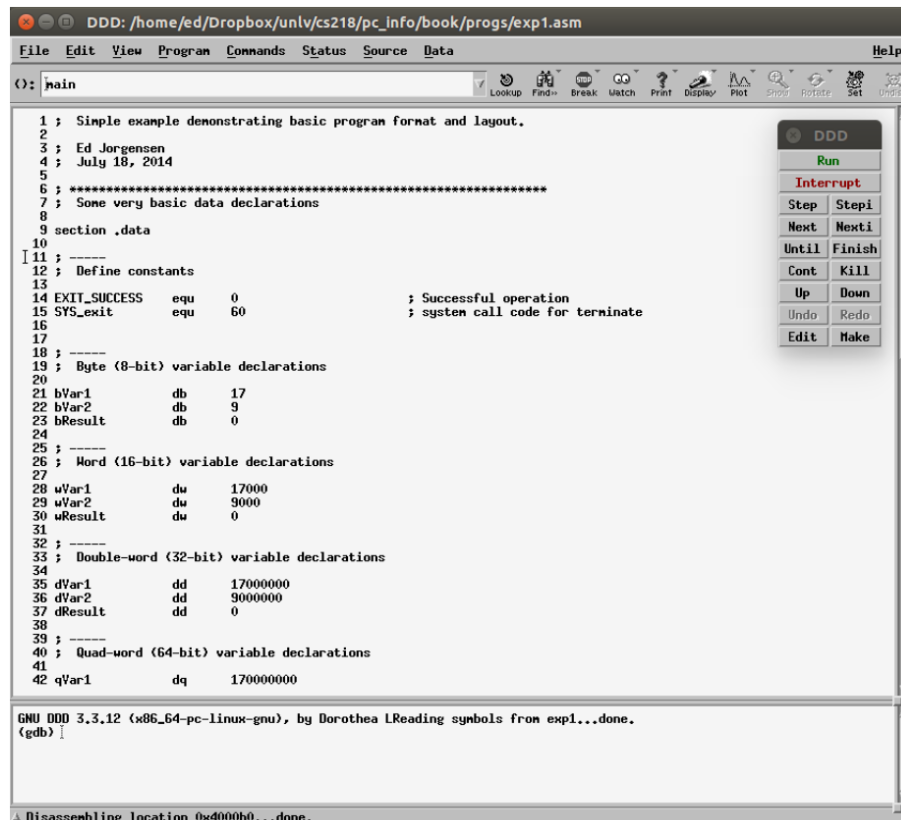 DDD: /home/ed/Dropbox/unlv/cs218/pc_info/book/progs/exp1.asm
File Edit View Program Commands Status Source Data Help
(): main
Lookup Find>> Break Watch Print Display Plot Show Rotate Set
1 ; Simple example demonstrating basic program format and layout.
2
3 ; Ed Jorgensen
4 ; July 18, 2014
5
6 ; *****************************************************************
7 ; Some very basic data declarations
8
9 section .data
10
11 ; -----
12 ; Define constants
13
14 EXIT_SUCCESS equ 0 ; Successful operation
15 SYS_exit equ 60 ; system call code for terminate
16
17
18 ; -----
19 ; Byte (8-bit) variable declarations
20
21 bVar1 db 17
22 bVar2 db 9
23 bResult db 0
24
25 ; -----
26 ; Word (16-bit) variable declarations
27
28 wVar1 dw 17000
29 wVar2 dw 9000
30 wResult dw 0
31
32 ; -----
33 ; Double-word (32-bit) variable declarations
34
35 dVar1 dd 17000000
36 dVar2 dd 9000000
37 dResult dd 0
38
39 ; -----
40 ; Quad-word (64-bit) variable declarations
41
42 qVar1 dq 170000000
DDD
Run
Interrupt
Step Stepi
Next Nexti
Until Finish
Cont Kill
Up Down
Undo Redo
Edit Make
GNU DDD 3.3.12 (x86_64-pc-linux-gnu), by Dorothea LReading symbols from exp1...done.
(gdb)
Disassembling location 0x4000b0...done.